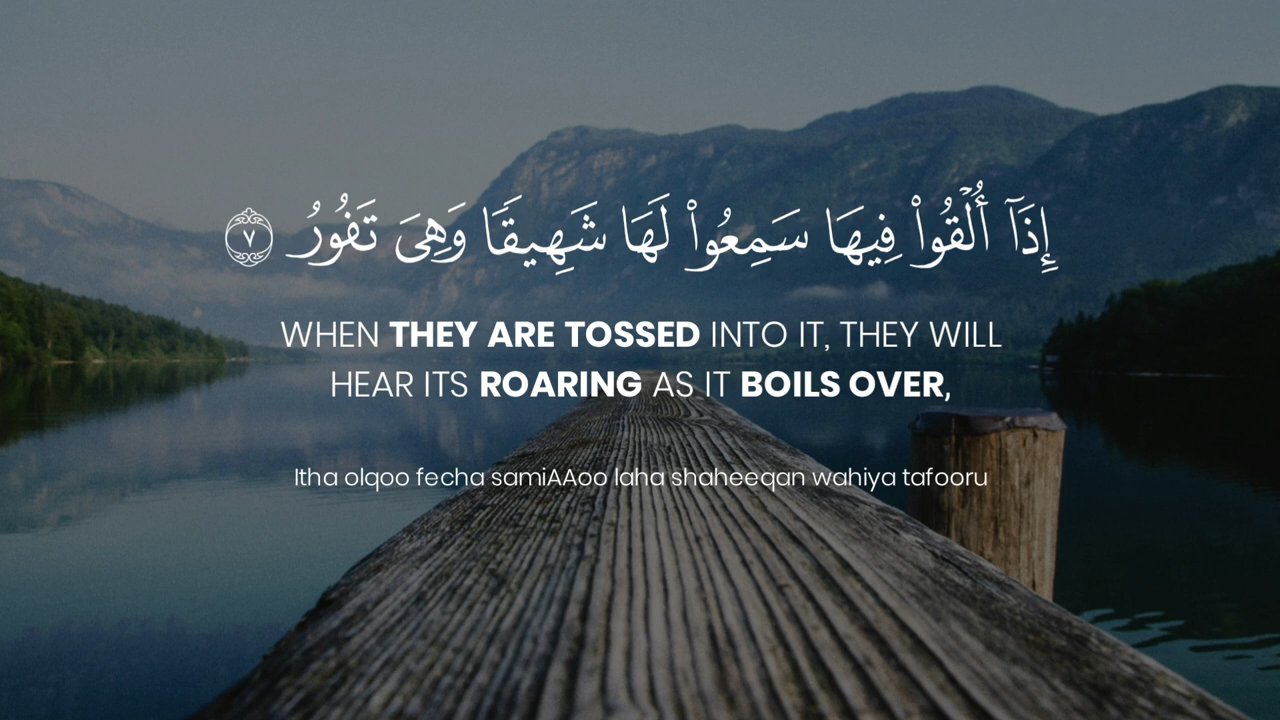 إِذَآ أُلْقُوا۟ فِيهَا سَمِعُوا۟ لَهَا شَهِيقًا وَهِىَ تَفُورُ ٧
WHEN THEY ARE TOSSED INTO IT, THEY WILL
HEAR ITS ROARING AS IT BOILS OVER,
Itha olqoo fecha samiAAoo laha shaheeqan wahiya tafooru